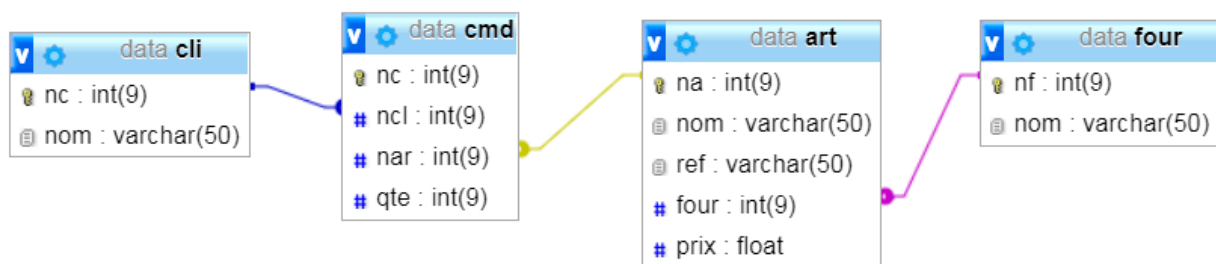 data cli
nc : int(9)
nom : varchar(50)
data cmd
nc : int(9)
ncl : int(9)
nar : int(9)
qte : int(9)
data art
na : int(9)
nom : varchar(50)
ref : varchar(50)
four : int(9)
prix : float
data four
nf : int(9)
nom : varchar(50)